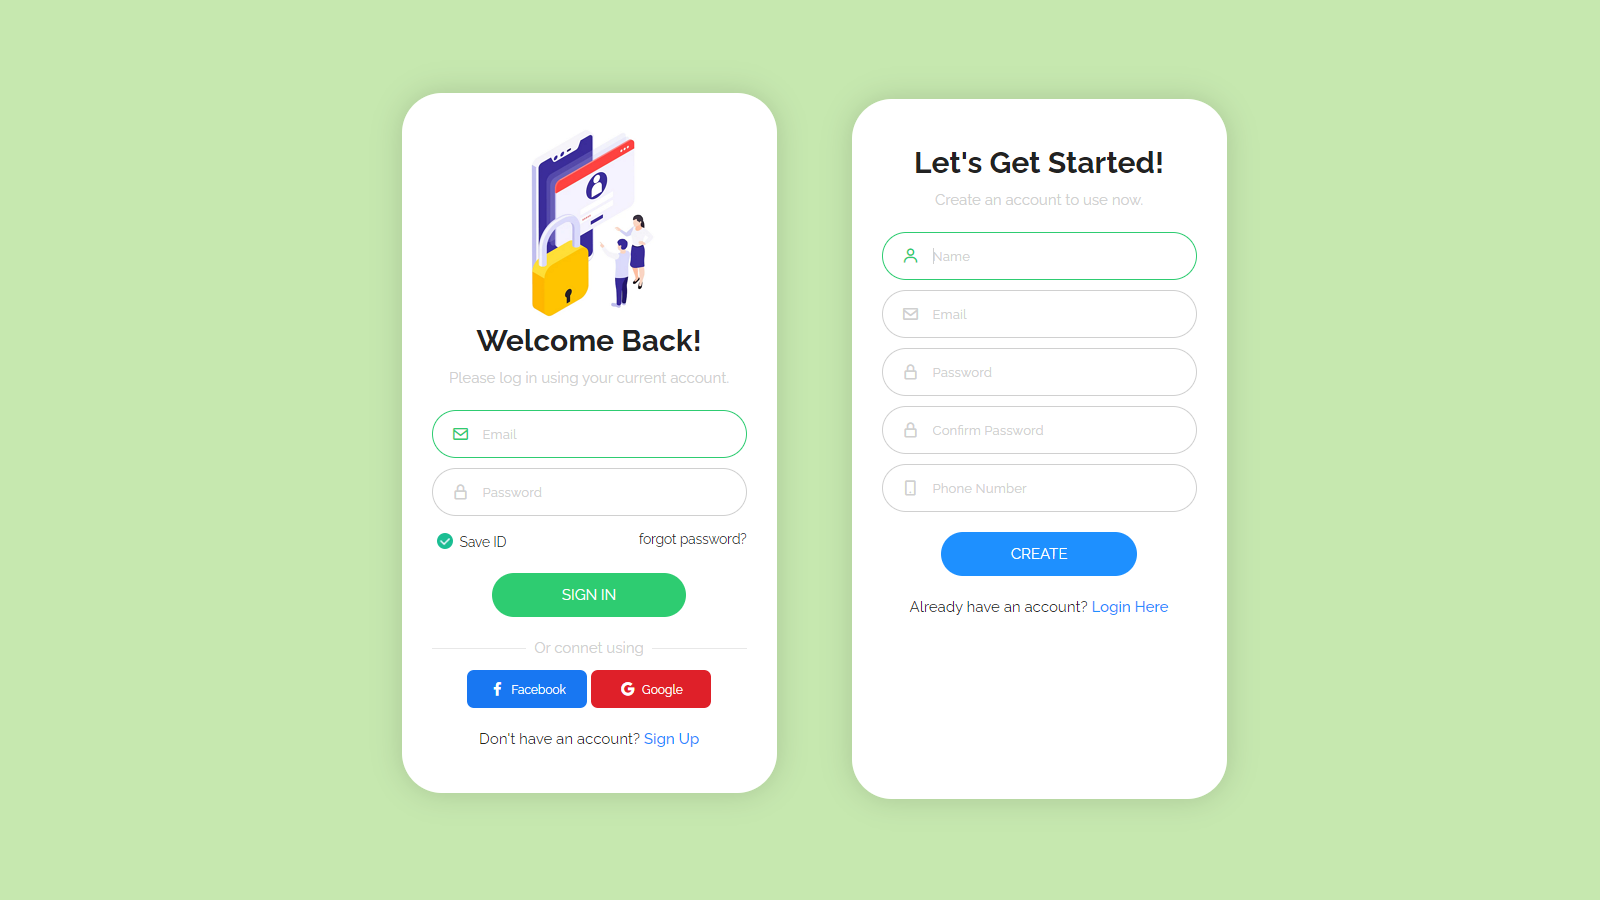 Welcome Back!
Please log in using your current account.
Email
Password
Save ID
forgot password?
SIGN IN
Or connet using
Facebook
Google
Don't have an account? Sign Up
Let's Get Started!
Create an account to use now.
Name
Email
Password
Confirm Password
Phone Number
CREATE
Already have an account? Login Here